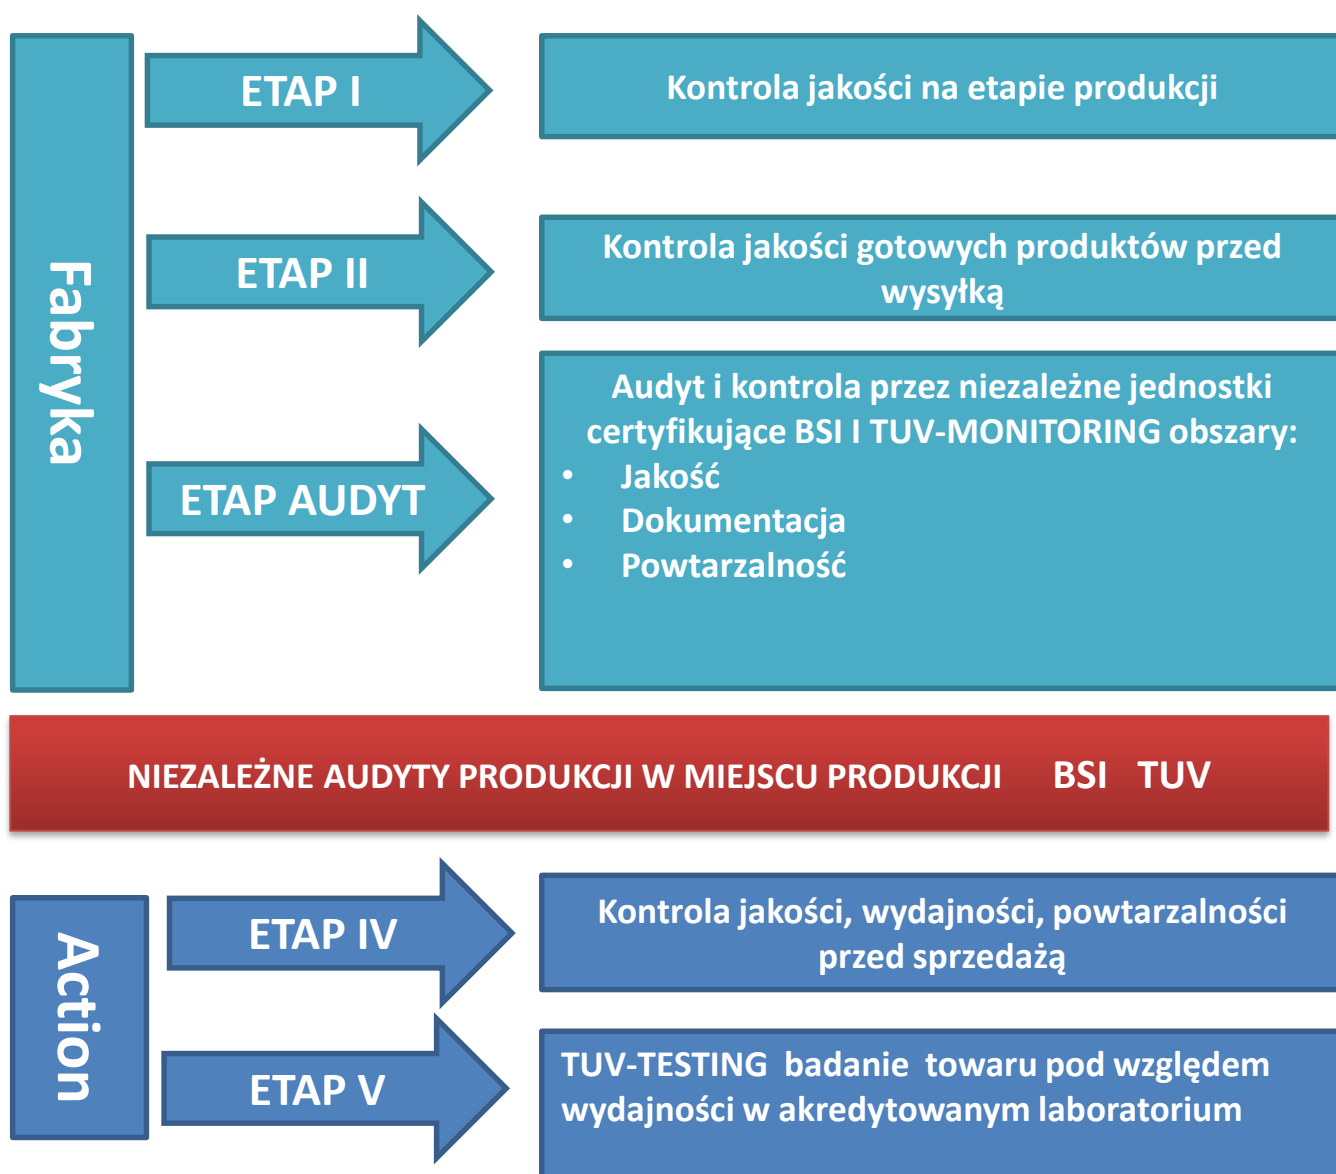 Fabryka
ETAP I
Kontrola jakości na etapie produkcji
ETAP II
Kontrola jakości gotowych produktów przed
wysyłką
ETAP AUDYT
Audyt i kontrola przez niezależne jednostki
certyfikujące BSI I TUV-MONITORING obszary:
• Jakość
• Dokumentacja
• Powtarzalność
NIEZALEŻNE AUDYTY PRODUKCJI W MIEJSCU PRODUKCJI BSI TUV
Action
ETAP IV
Kontrola jakości, wydajności, powtarzalności
przed sprzedażą
ETAP V
TUV-TESTING badanie towaru pod względem
wydajności w akredytowanym laboratorium